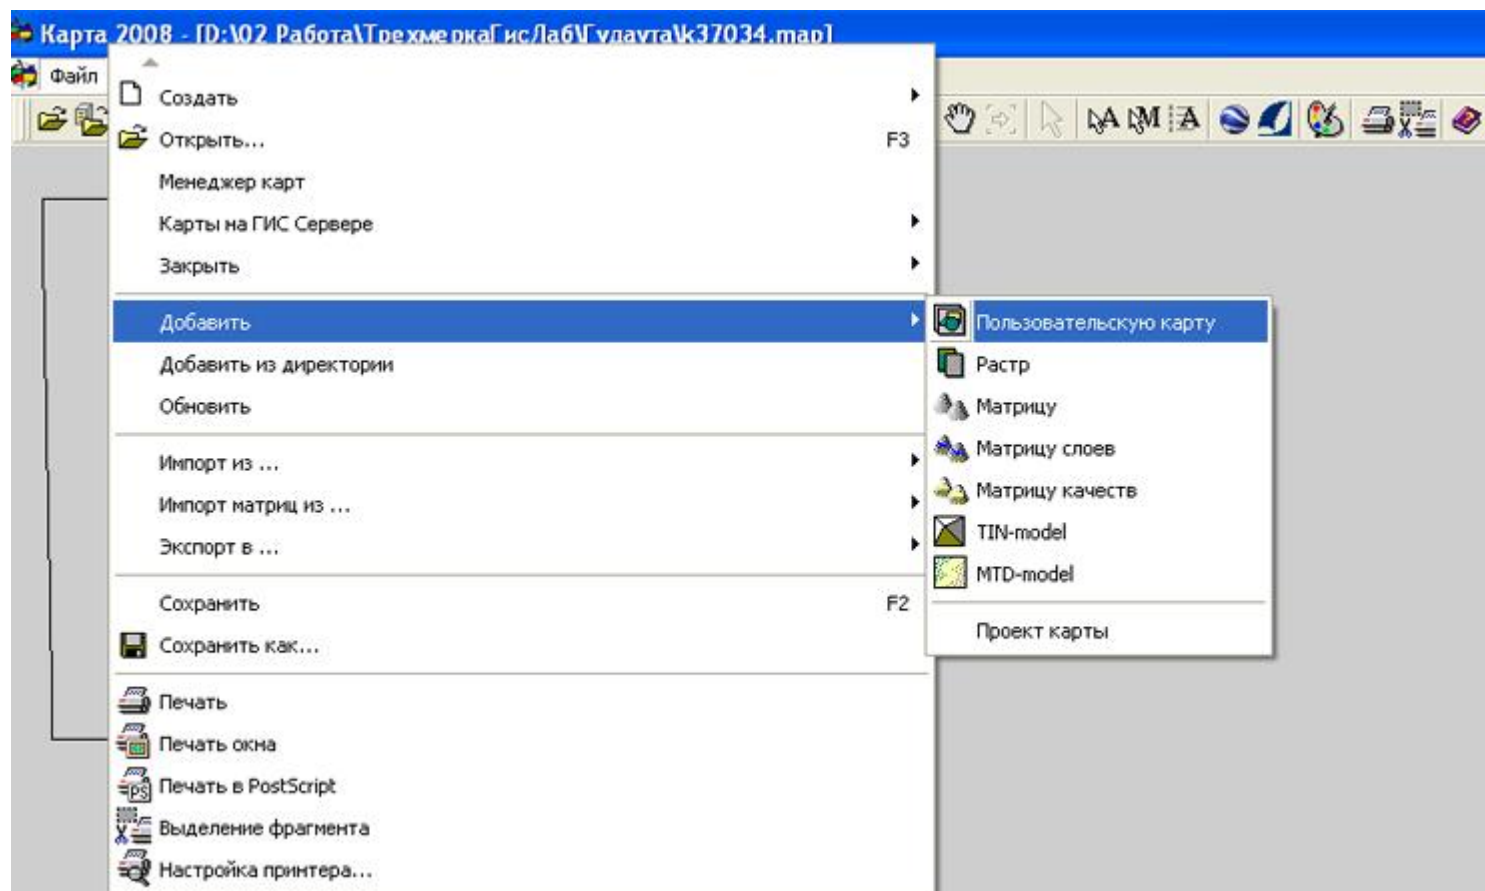 Карта 2008 - [D:\02 Работа\ТрехмеркаГисЛаб\Гудаута\k37034.map]
Файл
Создать
Открыть... F3
Менеджер карт
Карты на ГИС Сервере
Закрыть
Добавить
Пользовательскую карту
Добавить из директории
Растр
Обновить
Матрицу
Матрицу слоев
Импорт из ...
Матрицу качеств
Импорт матриц из ...
TIN-model
Экспорт в ...
MTD-model
Сохранить F2
Проект карты
Сохранить как...
Печать
Печать окна
Печать в PostScript
Выделение фрагмента
Настройка принтера...